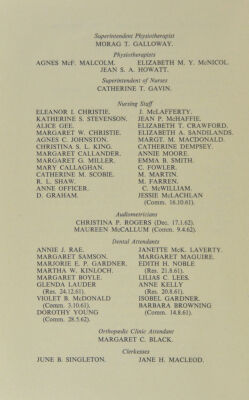 Superintendent Physiotherapist
MORAG T. GALLOWAY.
Physiotherapists
AGNES McF. MALCOLM. ELIZABETH M. Y. McNICOL.
JEAN S. A. HOWATT.
Superintendent of Nurses
CATHERINE T. GAVIN.
Nursing Staff
ELEANOR I. CHRISTIE. J. McLAFFERTY.
KATHERINE S. STEVENSON. JEAN P. McHAFFIE.
ALICE GEE. ELIZABETH T. CRAWFORD.
MARGARET W. CHRISTIE. ELIZABETH A. SANDILANDS.
AGNES C. JOHNSTON. MARGT. M. MACDONALD.
CHRISTINA S. L. KING. CATHERINE DEMPSEY.
MARGARET CALLANDER. ANNIE MOORE.
MARGARET G. MILLER. EMMA B. SMITH.
MARY CALLAGHAN. C. FOWLER.
CATHERINE M. SCOBIE. M. MARTIN.
R. L. SHAW. M. FARREN.
ANNE OFFICER. C. McWILLIAM.
D. GRAHAM. JESSIE McLACHLAN
(Comm. 16.10.61).
Audiometricians
CHRISTINA P. ROGERS (Dec. 17.1.62).
MAUREEN McCALLUM (Comm. 9.4.62).
Dental Attendants
ANNIE J. RAE. JANETTE McK. LAVERTY.
MARGARET SAMSON. MARGARET MAGUIRE.
MARJORIE E. P. GARDNER. EDITH H. NOBLE
MARTHA W. KINLOCH. (Res. 21.8.61).
MARGARET BOYLE. LILIAS C. LEES.
GLENDA LAUDER ANNE KELLY
(Res. 24.12.61). (Res. 20.8.61).
VIOLET B. McDONALD ISOBEL GARDNER.
(Comm. 3.10.61). BARBARA BROWNING
DOROTHY YOUNG (Comm. 14.8.61).
(Comm. 28.5.62).
Orthopædic Clinic Attendant
MARGARET C. BLACK.
Clerkesses
JUNE B. SINGLETON. JANE H. MACLEOD.